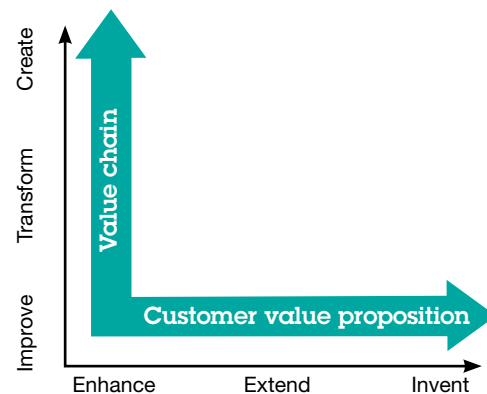 Create
Transform
Improve
Value chain
Customer value proposition
Enhance
Extend
Invent